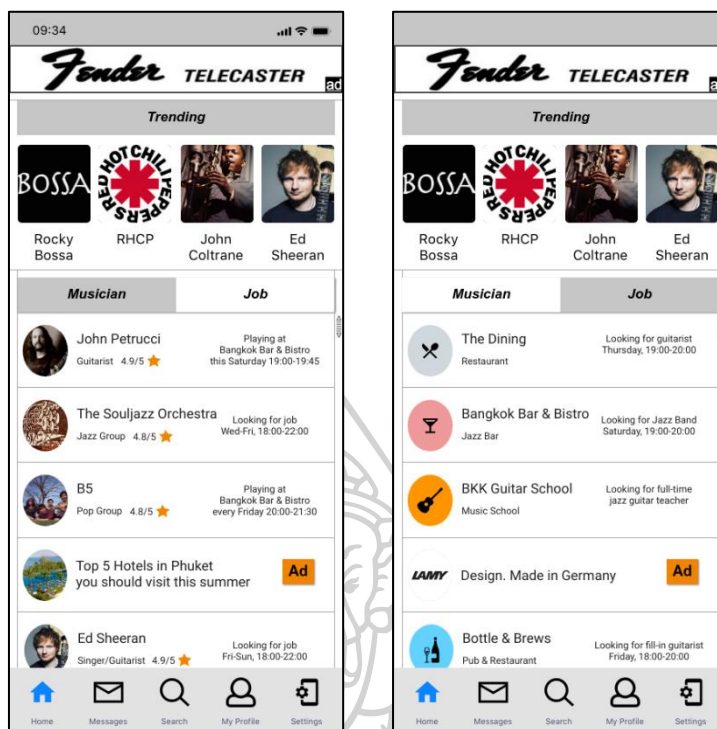 09:34
Fender TELECASTER
ad
Trending
BOSSA
RED HOT CHILI PEPPERS
Rocky Bossa
RHCP
John Coltrane
Ed Sheeran
Musician
Job
John Petrucci
Guitarist 4.9/5
Playing at
Bangkok Bar & Bistro
this Saturday 19:00-19:45
The Souljazz Orchestra
Jazz Group 4.8/5
Looking for job
Wed-Fri, 18:00-22:00
B5
Pop Group 4.8/5
Playing at
Bangkok Bar & Bistro
every Friday 20:00-21:30
Top 5 Hotels in Phuket
you should visit this summer
Ad
Ed Sheeran
Singer/Guitarist 4.9/5
Looking for job
Fri-Sun, 18:00-22:00
Home
Messages
Search
My Profile
Settings
Fender TELECASTER
a
Trending
BOSSA
RED HOT CHILI PEPPERS
Rocky Bossa
RHCP
John Coltrane
Ed Sheeran
Musician
Job
The Dining
Restaurant
Looking for guitarist
Thursday, 19:00-20:00
Bangkok Bar & Bistro
Jazz Bar
Looking for Jazz Band
Saturday, 19:00-20:00
BKK Guitar School
Music School
Looking for full-time
jazz guitar teacher
LAMY
Design. Made in Germany
Ad
Bottle & Brews
Pub & Restaurant
Looking for fill-in guitarist
Friday, 18:00-20:00
Home
Messages
Search
My Profile
Settings